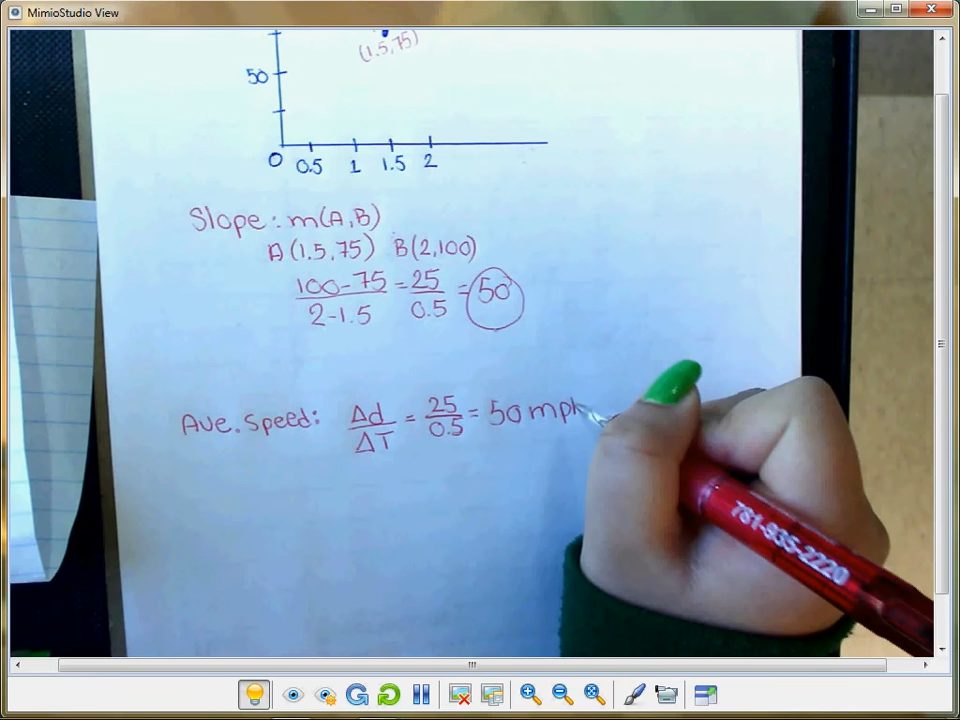 MimioStudio View
(1.5,75)
50
0 0.5 1 1.5 2
Slope: m(A,B)
A(1.5,75) B(2,100)
100-75 = 25 = 50
2-1.5 0.5
Ave. Speed: Δd = 25 = 50 mph
ΔT 0.5
781-935-2220